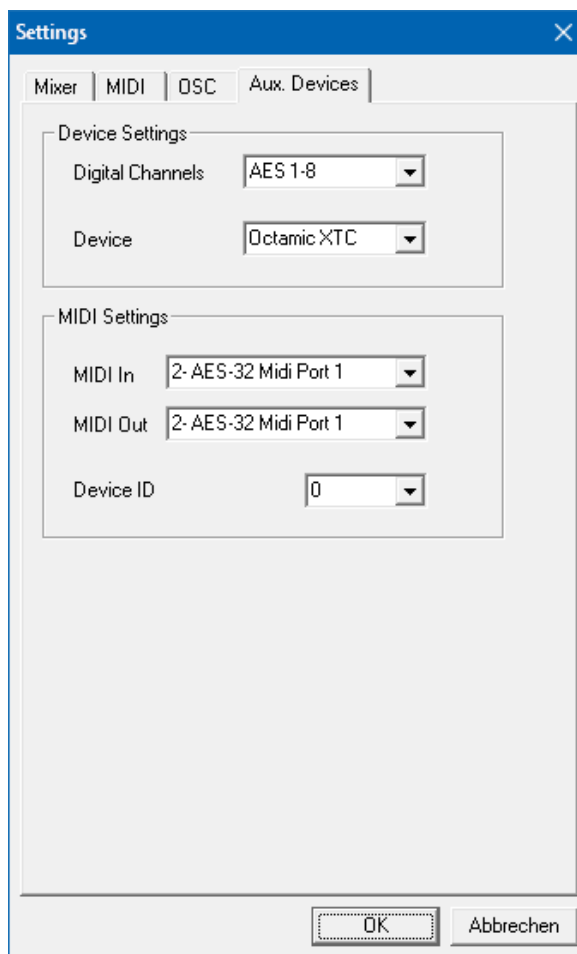 Settings
Mixer MIDI OSC Aux. Devices
Device Settings
Digital Channels AES 1-8
Device Octamic XTC
MIDI Settings
MIDI In 2- AES-32 Midi Port 1
MIDI Out 2- AES-32 Midi Port 1
Device ID 0
OK Abbrechen